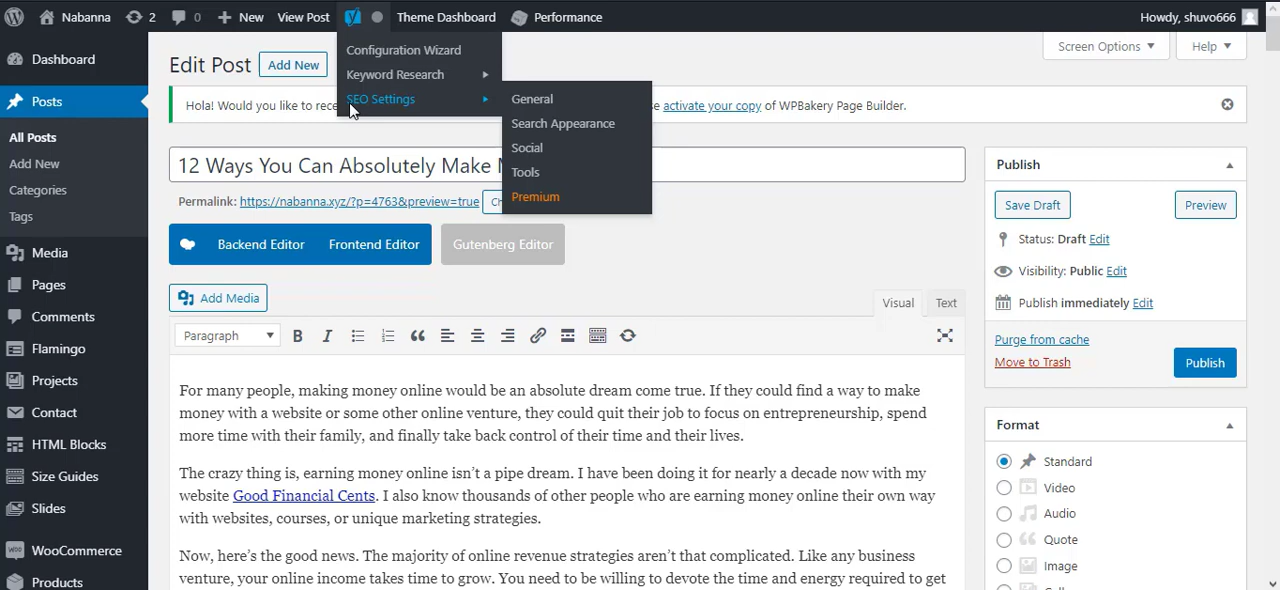 Nabanna
2
0
New
View Post
Theme Dashboard
Performance
Howdy, shuvo666
Configuration Wizard
Keyword Research
SEO Settings
General
Search Appearance
Social
Tools
Premium
Dashboard
Posts
All Posts
Add New
Categories
Tags
Media
Pages
Comments
Flamingo
Projects
Contact
HTML Blocks
Size Guides
Slides
WooCommerce
Products
Edit Post
Add New
Screen Options
Help
Hola! Would you like to rece
e activate your copy of WPBakery Page Builder.
12 Ways You Can Absolutely Make
Permalink: https://nabanna.xyz/?p=4763&preview=true
Backend Editor
Frontend Editor
Gutenberg Editor
Add Media
Visual
Text
Paragraph
B
I
For many people, making money online would be an absolute dream come true. If they could find a way to make
money with a website or some other online venture, they could quit their job to focus on entrepreneurship, spend
more time with their family, and finally take back control of their time and their lives.
The crazy thing is, earning money online isn't a pipe dream. I have been doing it for nearly a decade now with my
website Good Financial Cents. I also know thousands of other people who are earning money online their own way
with websites, courses, or unique marketing strategies.
Now, here's the good news. The majority of online revenue strategies aren't that complicated. Like any business
venture, your online income takes time to grow. You need to be willing to devote the time and energy required to get
Publish
Save Draft
Preview
Status: Draft Edit
Visibility: Public Edit
Publish immediately Edit
Purge from cache
Move to Trash
Publish
Format
Standard
Video
Audio
Quote
Image